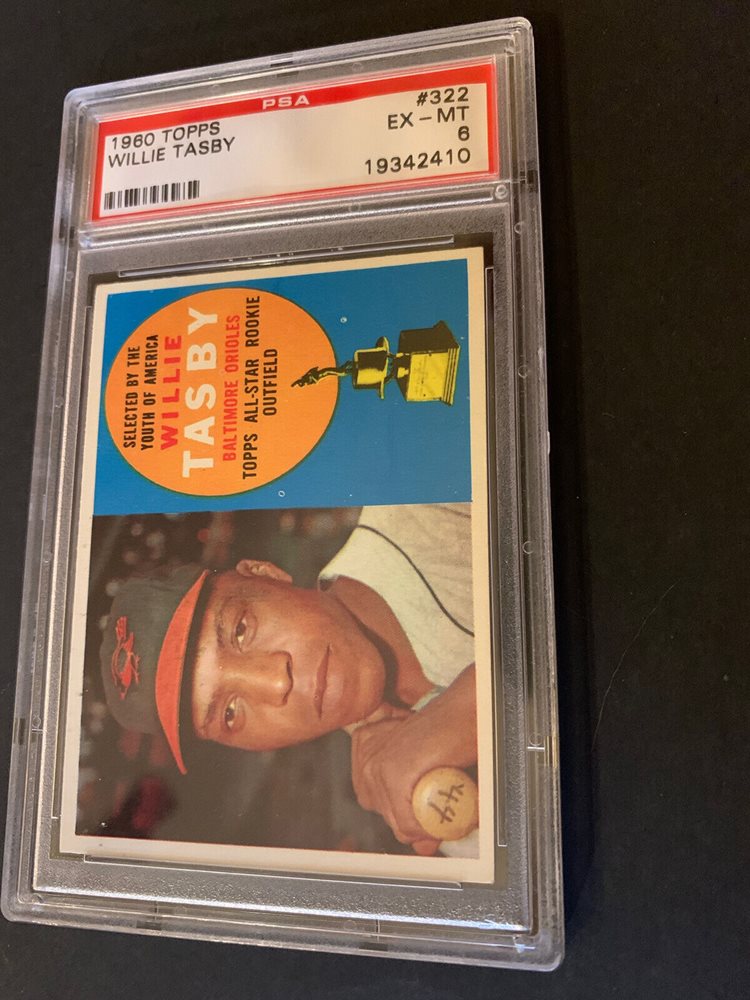 PSA
1960 TOPPS
WILLIE TASBY
#322
EX – MT
6
19342410
SELECTED BY THE
YOUTH OF AMERICA
WILLIE
TASBY
BALTIMORE ORIOLES
TOPPS ALL-STAR ROOKIE
OUTFIELD
44